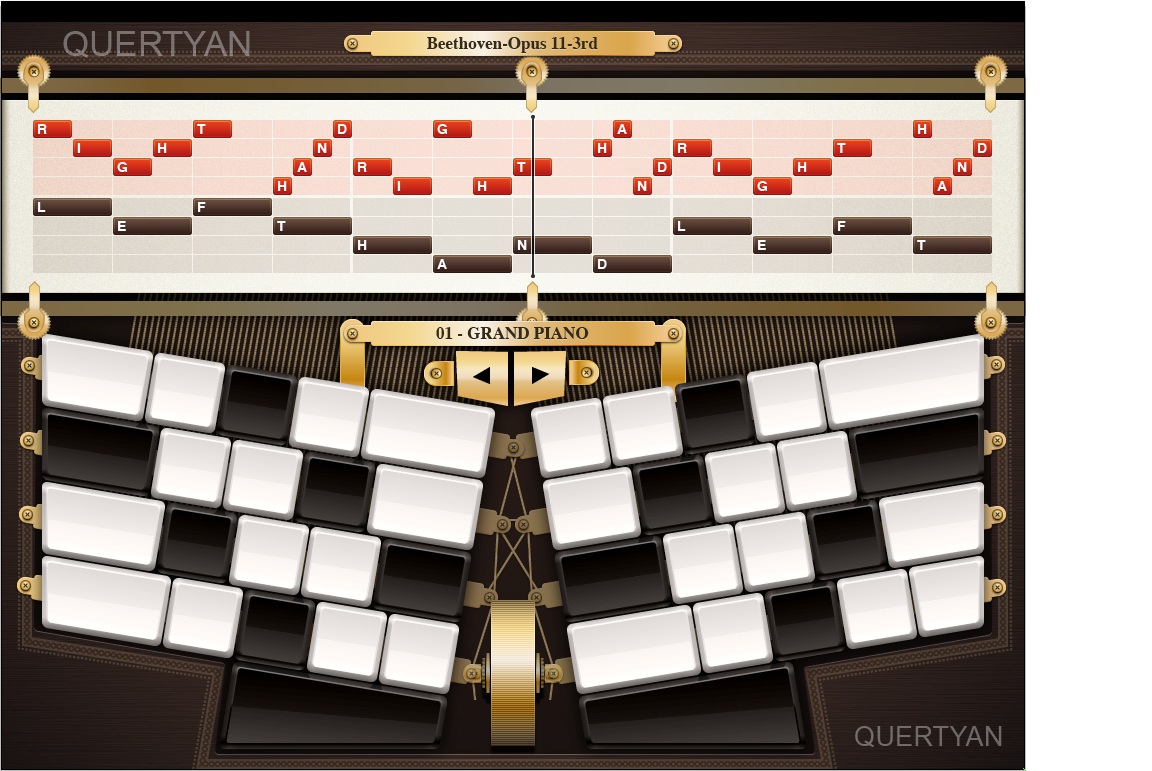 QUERTYAN
Beethoven-Opus 11-3rd
R T D G A H
I H N H R T D
G A R T D I H N
H I H N G A
L F
E T L F
H N E T
A D
01 - GRAND PIANO
QUERTYAN